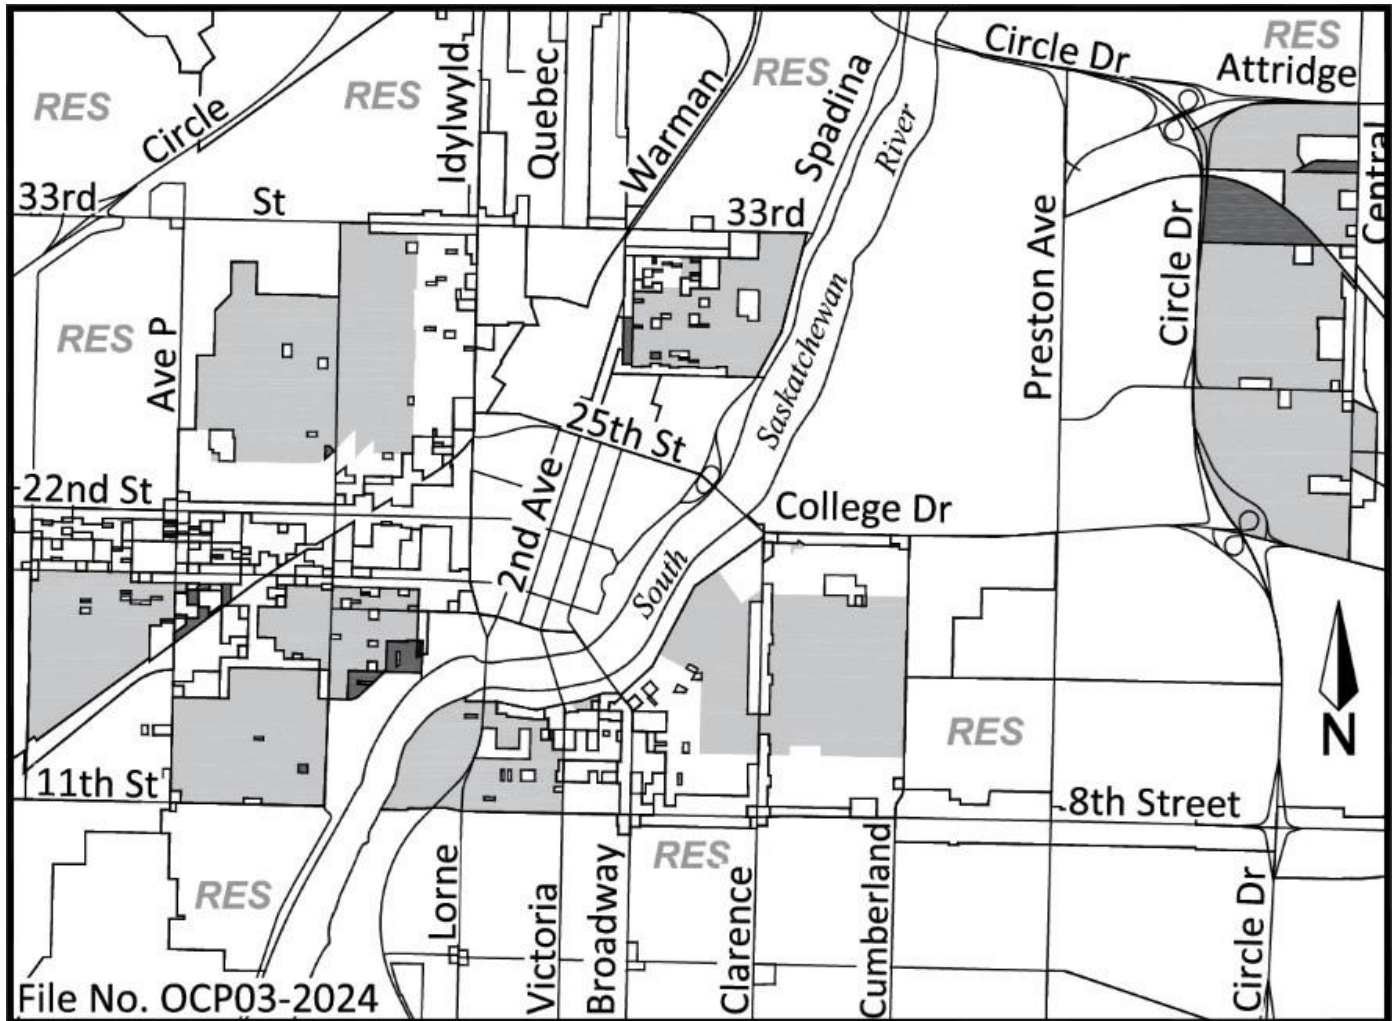 Circle Dr
RES
Attridge
RES
RES
RES
Circle
Idylwyld
Quebec
Warman
Spadina
River
Central
33rd
St
33rd
Preston Ave
Circle Dr
RES
Ave P
Saskatchewan
25th St
22nd St
2nd Ave
College Dr
South
N
RES
11th St
8th Street
RES
RES
Lorne
Victoria
Broadway
Clarence
Cumberland
Circle Dr
File No. OCP03-2024